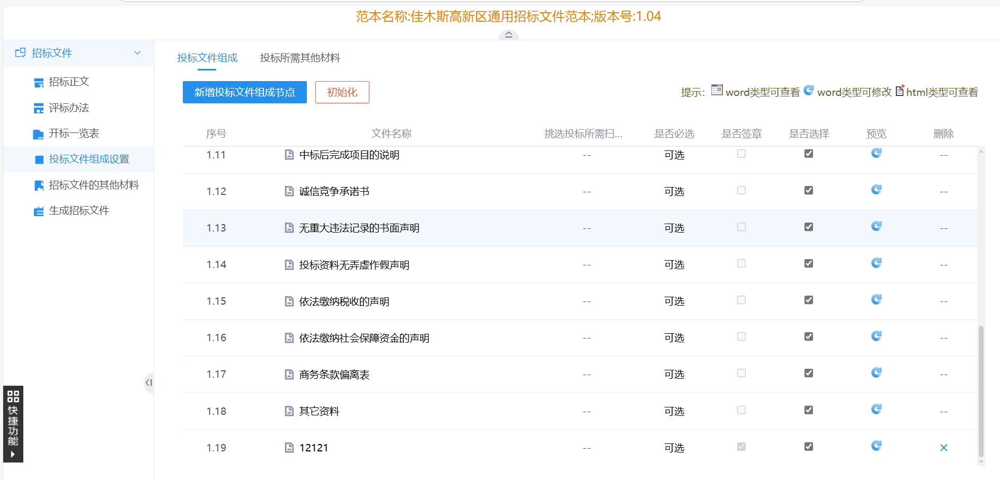 范本名称:佳木斯高新区通用招标文件范本;版本号:1.04
招标文件
招标正文
评标办法
开标一览表
投标文件组成设置
招标文件的其他材料
生成招标文件
快捷功能
投标文件组成 投标所需其他材料
新增投标文件组成节点 初始化
提示： word类型可查看 word类型可修改 html类型可查看
序号 文件名称 挑选投标所需扫... 是否必选 是否签章 是否选择 预览 删除
1.11 中标后完成项目的说明 -- 可选 --
1.12 诚信竞争承诺书 -- 可选 --
1.13 无重大违法记录的书面声明 -- 可选 --
1.14 投标资料无弄虚作假声明 -- 可选 --
1.15 依法缴纳税收的声明 -- 可选 --
1.16 依法缴纳社会保障资金的声明 -- 可选 --
1.17 商务条款偏离表 -- 可选 --
1.18 其它资料 -- 可选 --
1.19 12121 -- 可选